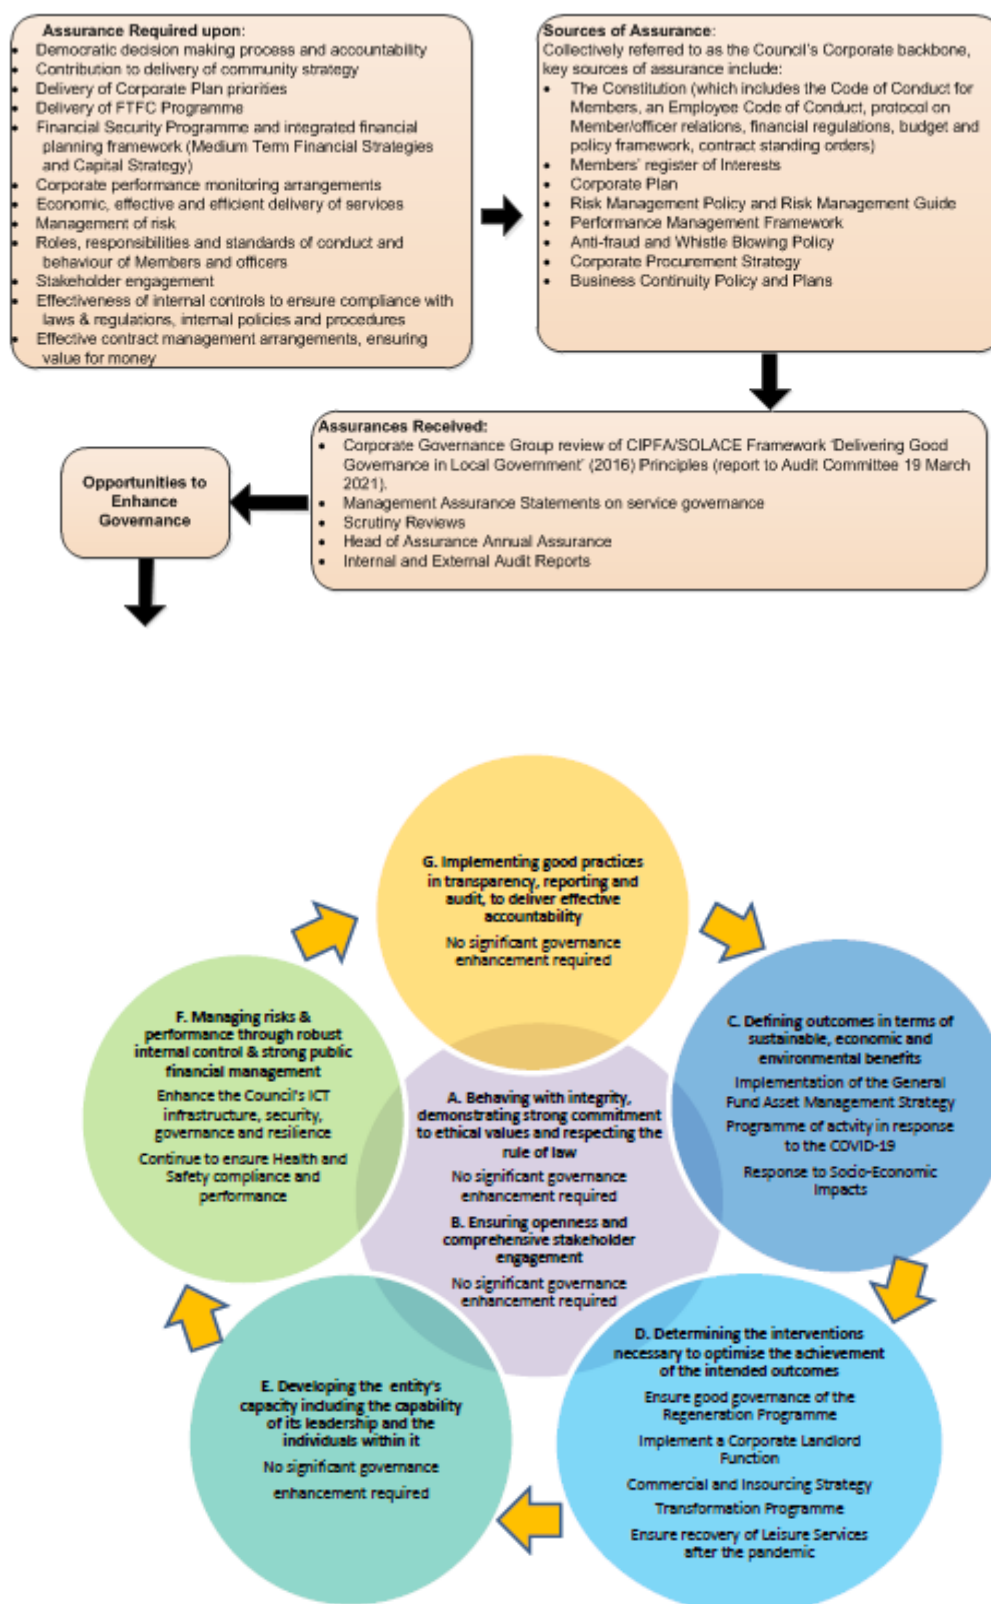 Assurance Required upon:
• Democratic decision making process and accountability
• Contribution to delivery of community strategy
• Delivery of Corporate Plan priorities
• Delivery of FTFC Programme
• Financial Security Programme and integrated financial
planning framework (Medium Term Financial Strategies
and Capital Strategy)
• Corporate performance monitoring arrangements
• Economic, effective and efficient delivery of services
• Management of risk
• Roles, responsibilities and standards of conduct and
behaviour of Members and officers
• Stakeholder engagement
• Effectiveness of internal controls to ensure compliance with
laws & regulations, internal policies and procedures
• Effective contract management arrangements, ensuring
value for money
Sources of Assurance:
Collectively referred to as the Council's Corporate backbone,
key sources of assurance include:
• The Constitution (which includes the Code of Conduct for
Members, an Employee Code of Conduct, protocol on
Member/officer relations, financial regulations, budget and
policy framework, contract standing orders)
• Members' register of Interests
• Corporate Plan
• Risk Management Policy and Risk Management Guide
• Performance Management Framework
• Anti-fraud and Whistle Blowing Policy
• Corporate Procurement Strategy
• Business Continuity Policy and Plans
Assurances Received:
• Corporate Governance Group review of CIPFA/SOLACE Framework 'Delivering Good
Governance in Local Government' (2016) Principles (report to Audit Committee 19 March
2021).
• Management Assurance Statements on service governance
• Scrutiny Reviews
• Head of Assurance Annual Assurance
• Internal and External Audit Reports
Opportunities to
Enhance
Governance
G. Implementing good practices
in transparency, reporting and
audit, to deliver effective
accountability
No significant governance
enhancement required
C. Defining outcomes in terms of
sustainable, economic and
environmental benefits
Implementation of the General
Fund Asset Management Strategy
Programme of actvity in response
to the COVID-19
Response to Socio-Economic
Impacts
F. Managing risks &
performance through robust
internal control & strong public
financial management
Enhance the Council's ICT
infrastructure, security,
governance and resilience
Continue to ensure Health and
Safety compliance and
performance
A. Behaving with integrity,
demonstrating strong commitment
to ethical values and respecting the
rule of law
No significant governance
enhancement required
B. Ensuring openness and
comprehensive stakeholder
engagement
No significant governance
enhancement required
D. Determining the interventions
necessary to optimise the achievement
of the intended outcomes
Ensure good governance of the
Regeneration Programme
Implement a Corporate Landlord
Function
Commercial and Insourcing Strategy
Transformation Programme
Ensure recovery of Leisure Services
after the pandemic
E. Developing the entity's
capacity including the capability
of its leadership and the
individuals within it
No significant governance
enhancement required